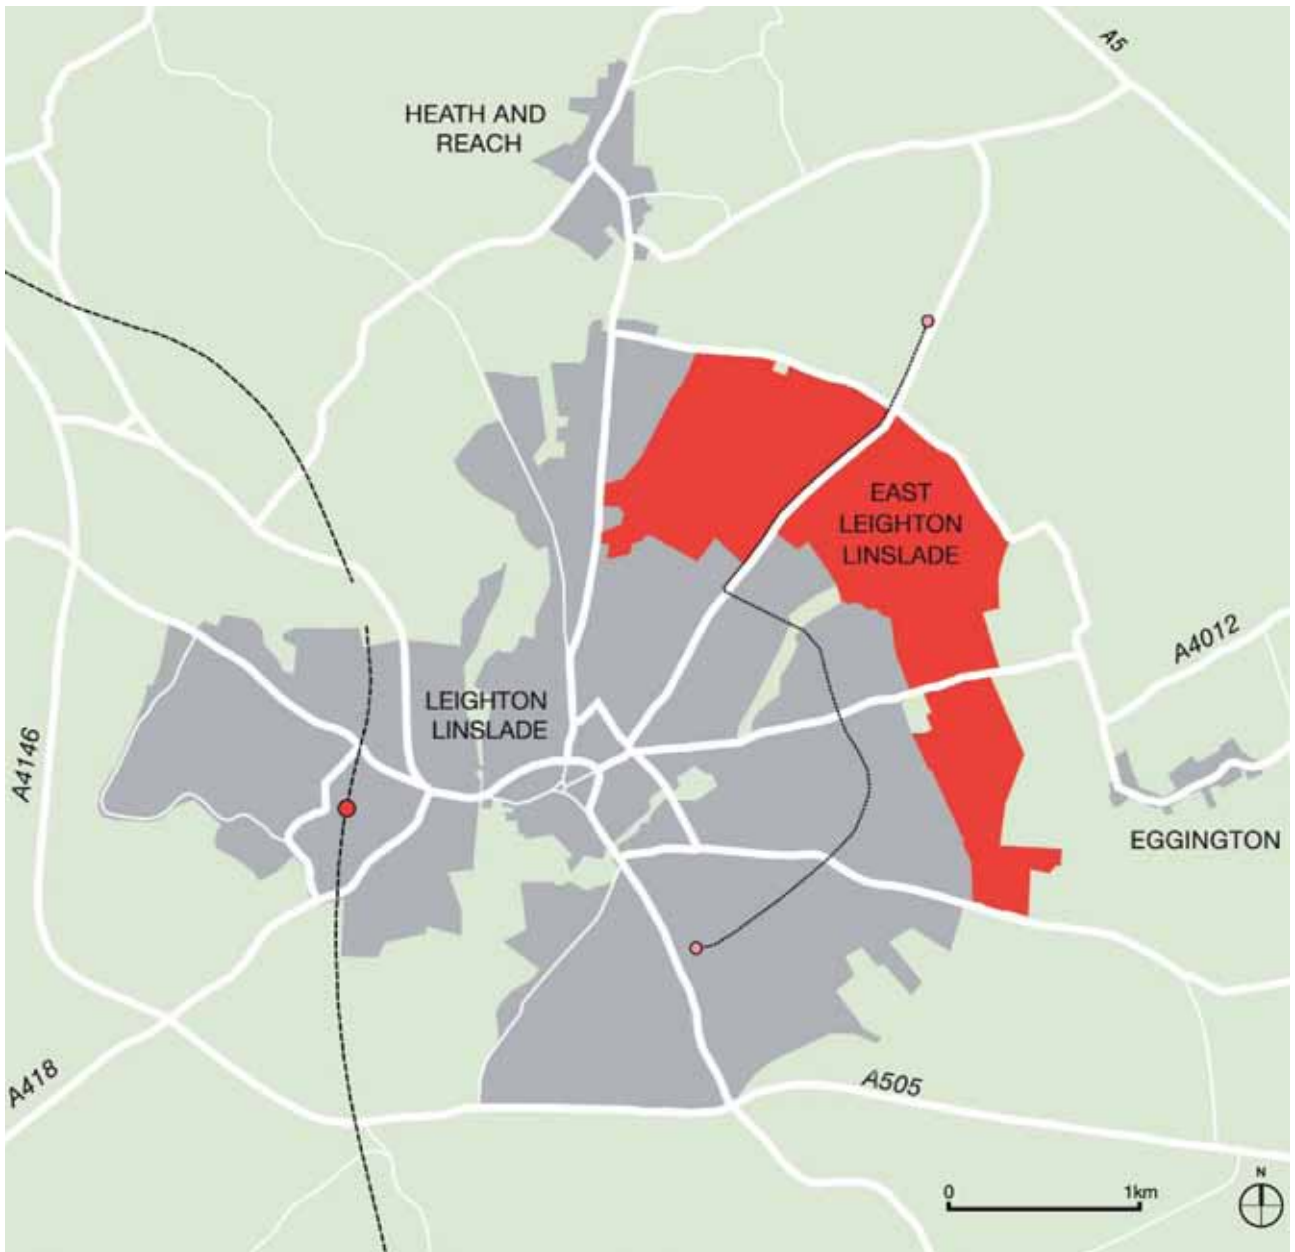 A5
HEATH AND
REACH
EAST
LEIGHTON
LINSLADE
A4012
LEIGHTON
LINSLADE
A4146
EGGINGTON
A418
A505
N
0 1km